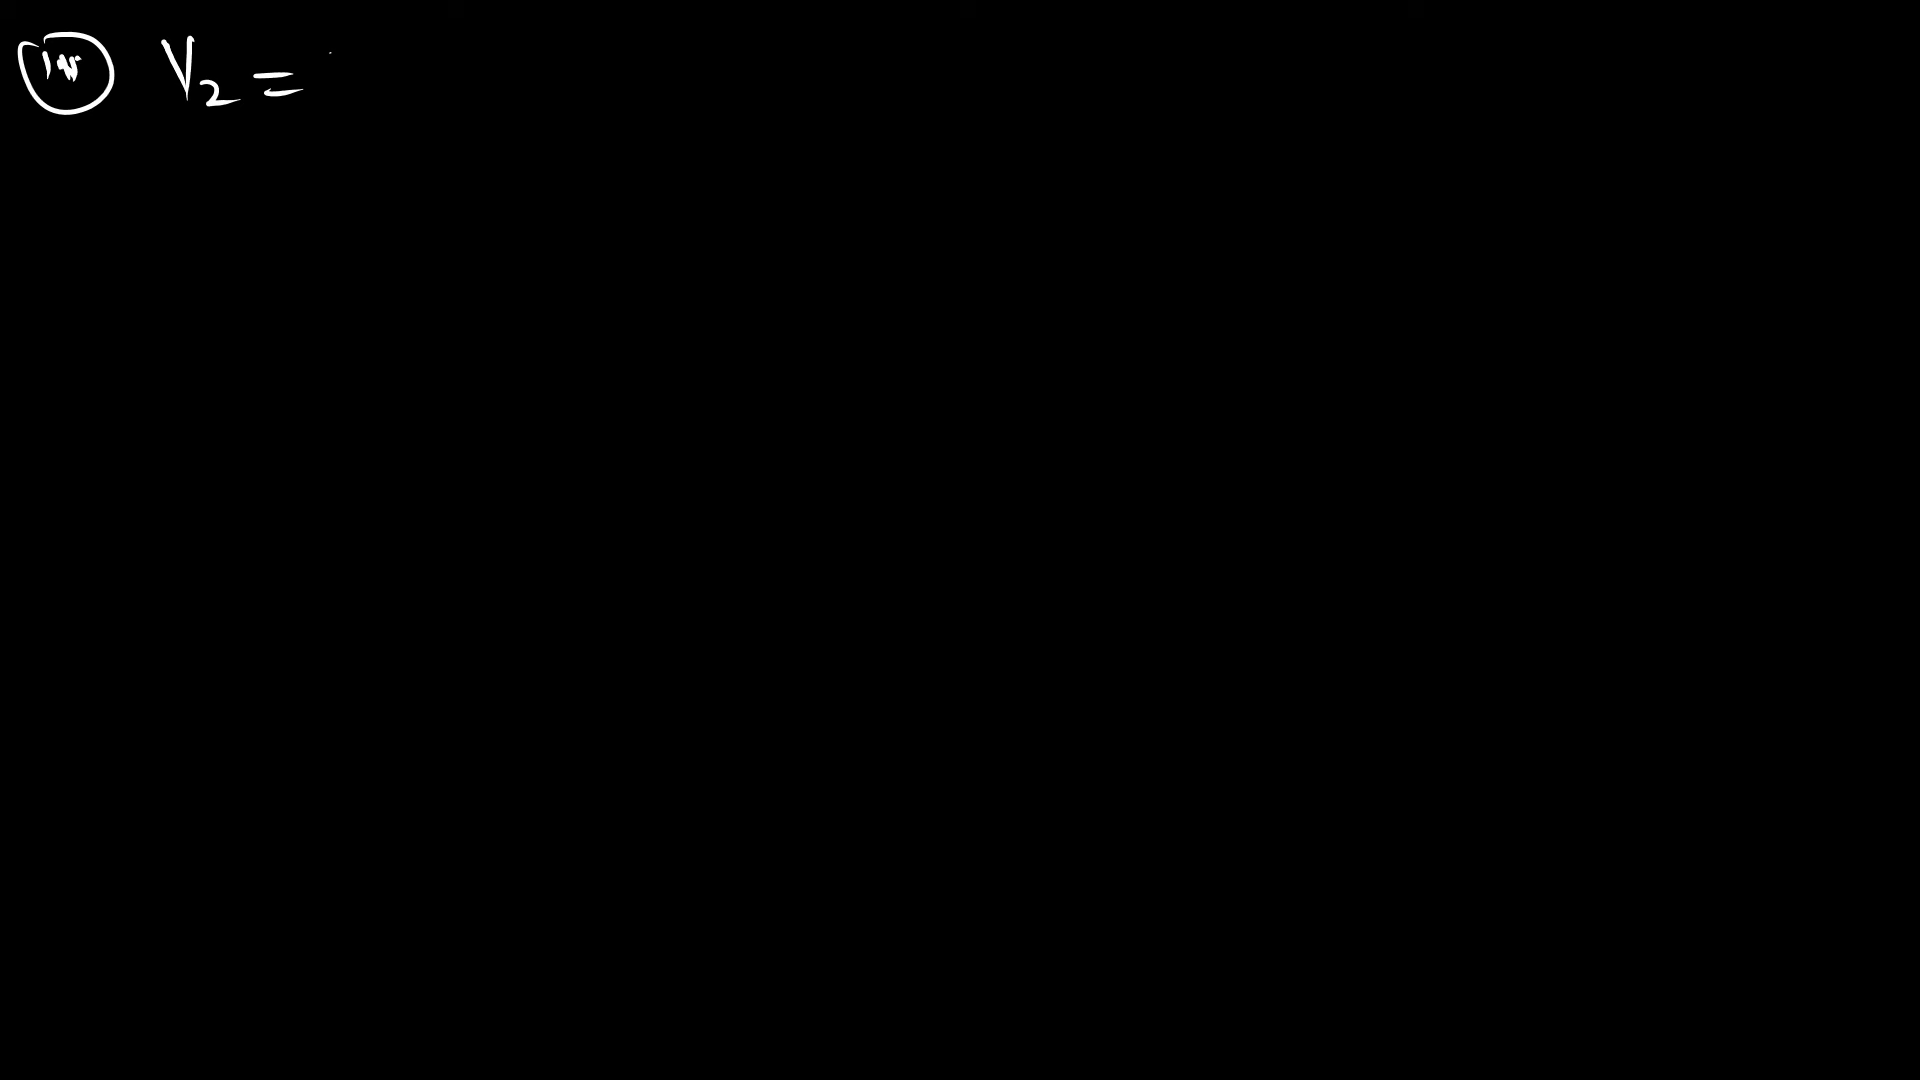 V₂ =